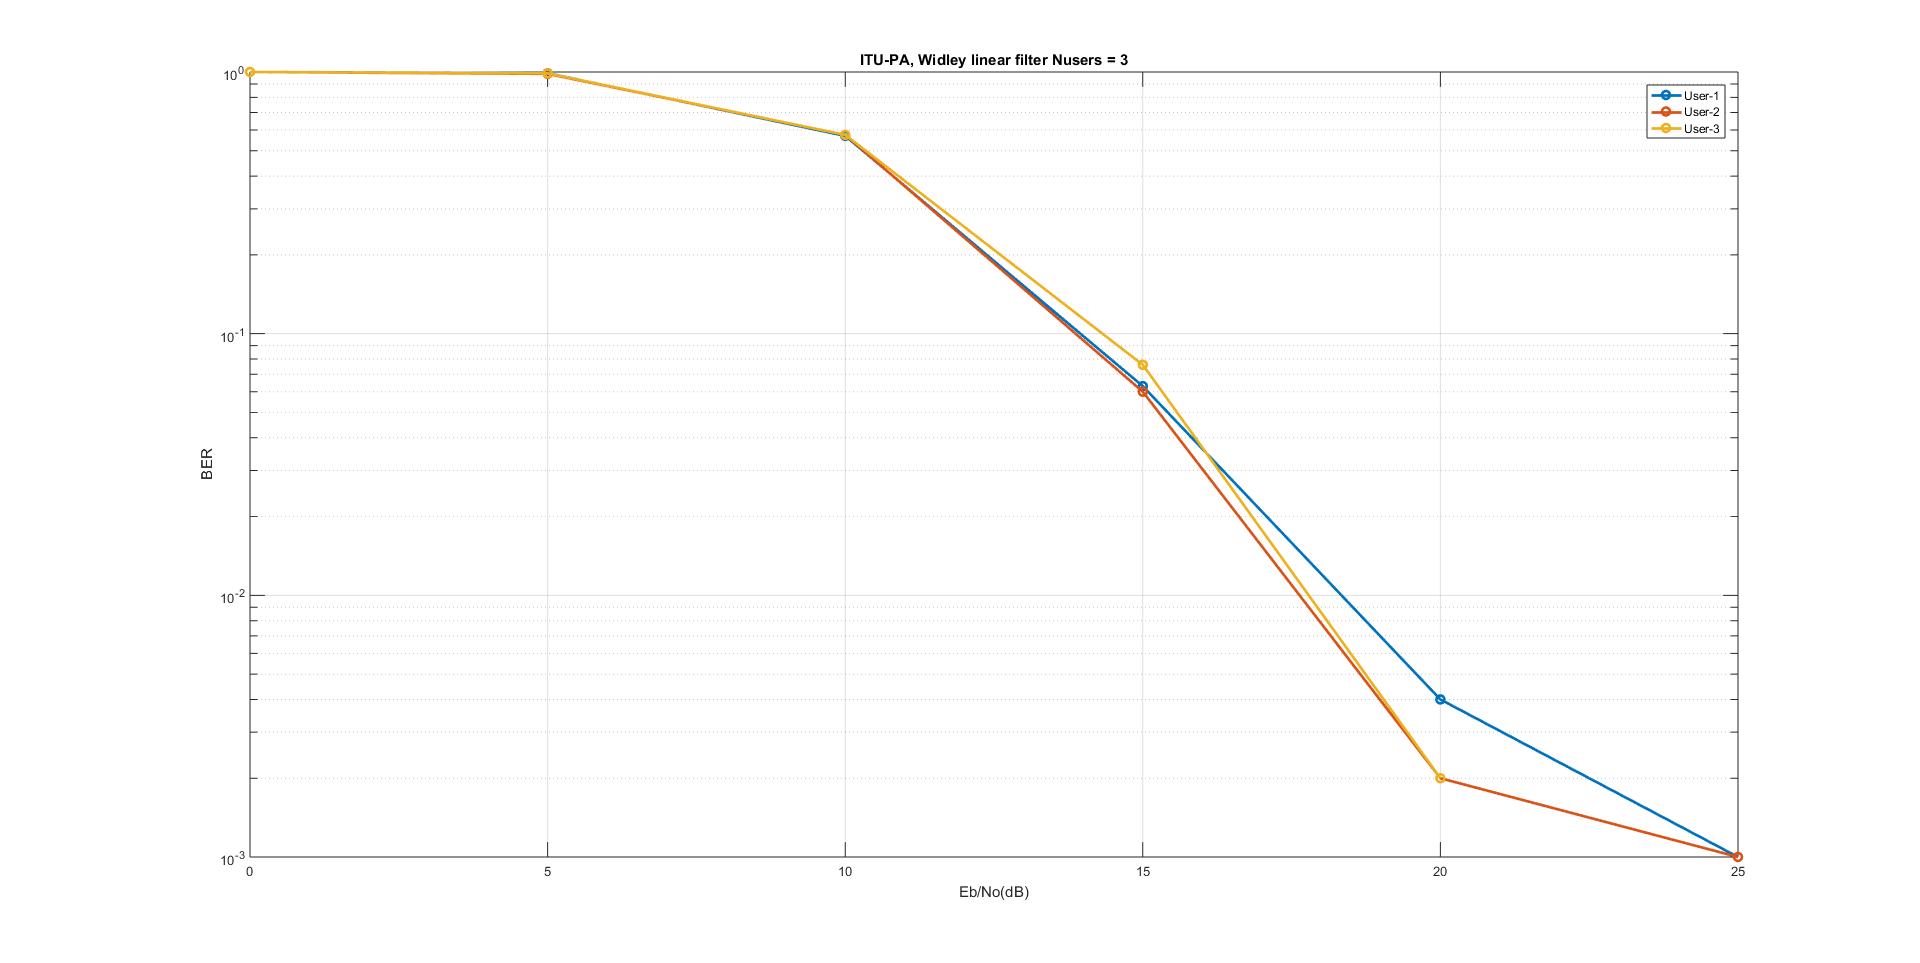 ITU-PA, Widley linear filter Nusers = 3
User-1
User-2
User-3
10^0
10^-1
10^-2
10^-3
BER
0 5 10 15 20 25
Eb/No(dB)